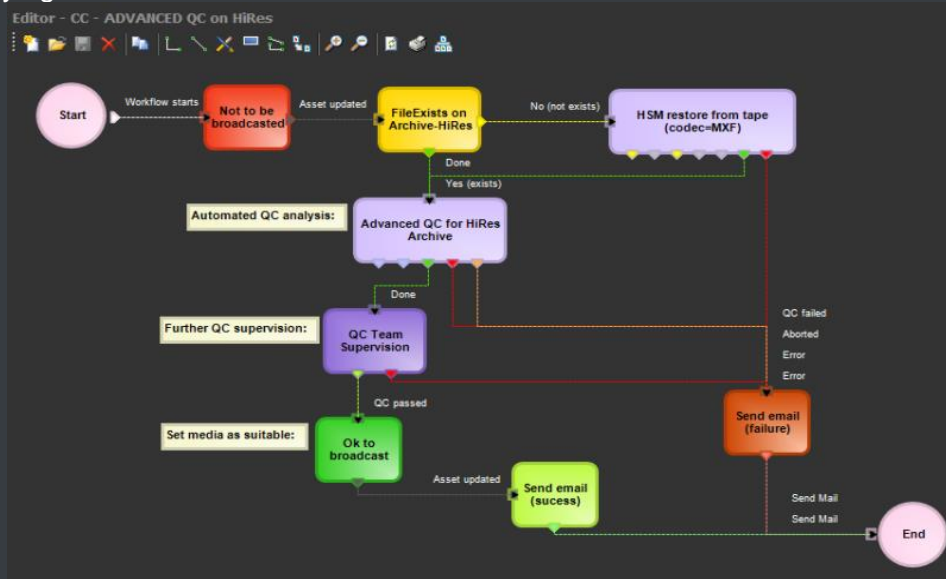 Editor - CC - ADVANCED QC on HiRes
Start
Workflow starts
Not to be
broadcasted
Asset updated
FileExists on
Archive-HiRes
No (not exists)
HSM restore from tape
(codec=MXF)
Done
Yes (exists)
Automated QC analysis:
Advanced QC for HiRes
Archive
Done
Further QC supervision:
QC Team
Supervision
QC failed
Aborted
Error
Error
QC passed
Send email
(failure)
Set media as suitable:
Ok to
broadcast
Asset updated
Send email
(sucess)
Send Mail
Send Mail
End